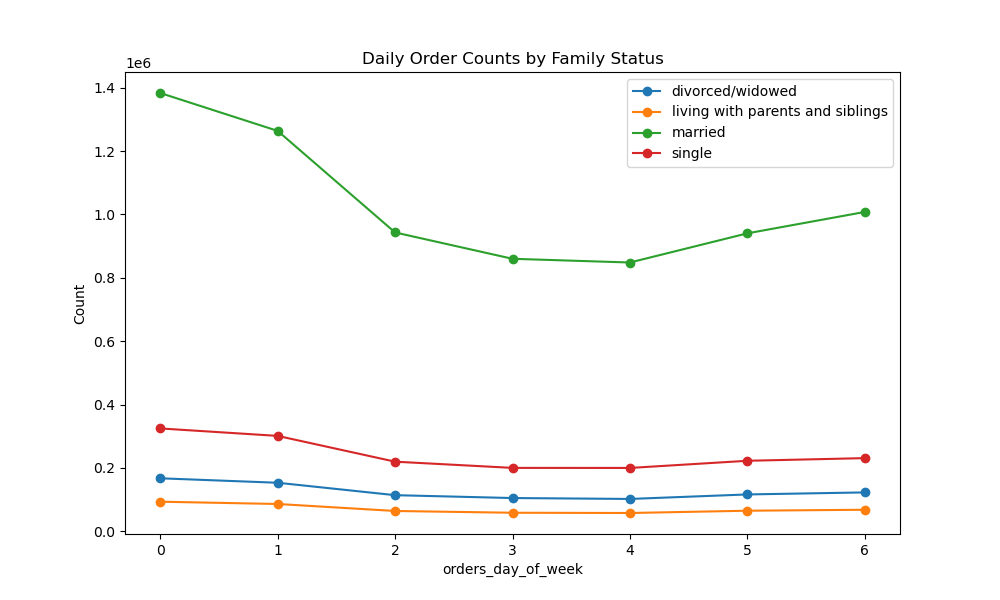 Daily Order Counts by Family Status
1e6
1.4
1.2
1.0
0.8
0.6
0.4
0.2
0.0
Count
divorced/widowed
living with parents and siblings
married
single
0 1 2 3 4 5 6
orders_day_of_week